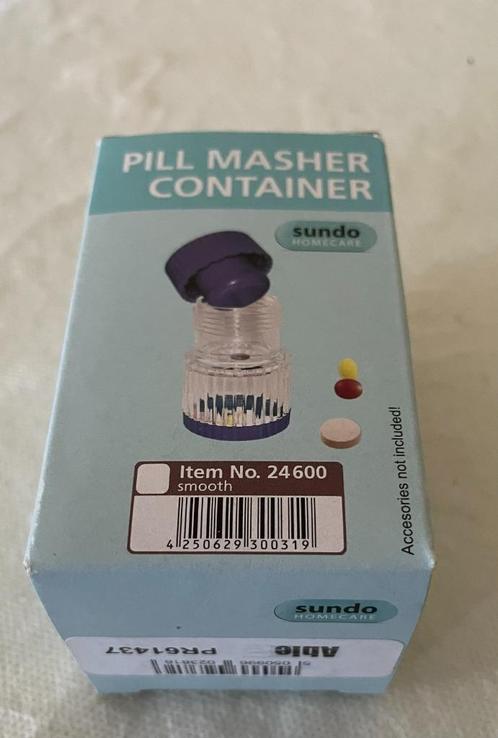 PILL MASHER
CONTAINER
sundo
HOMECARE
Accesories not included!
Item No. 24600
smooth
4 250629 300319
sundo
HOMECARE
Able
PR61437